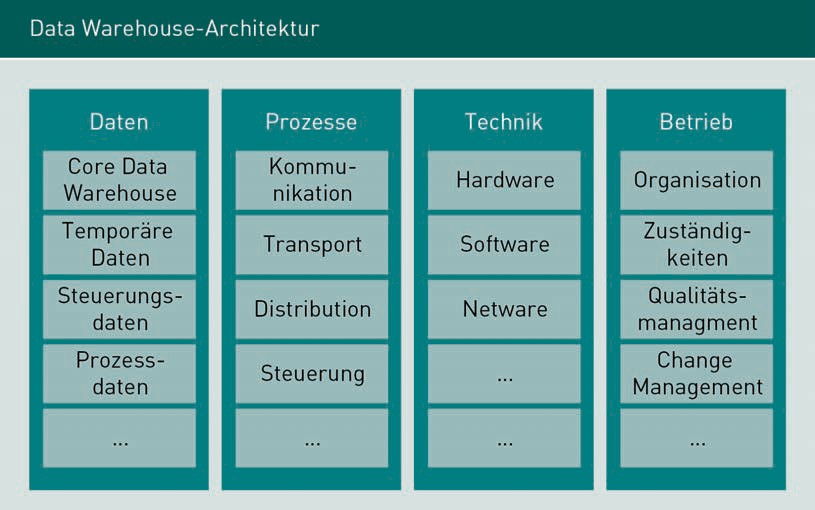 Data Warehouse-Architektur
Daten
Core Data
Warehouse
Temporäre
Daten
Steuerungs-
daten
Prozess-
daten
...
Prozesse
Kommu-
nikation
Transport
Distribution
Steuerung
...
Technik
Hardware
Software
Netware
...
...
Betrieb
Organisation
Zuständig-
keiten
Qualitäts-
managment
Change
Management
...